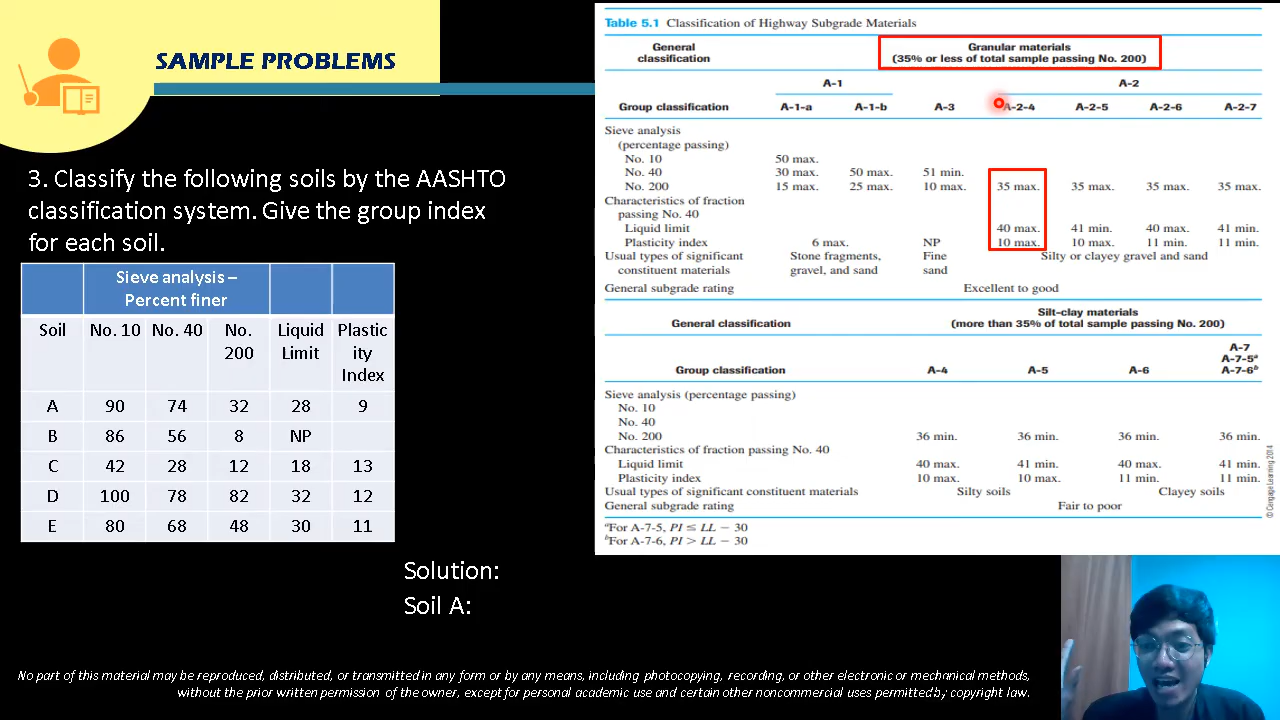 SAMPLE PROBLEMS
3. Classify the following soils by the AASHTO
classification system. Give the group index
for each soil.
Sieve analysis –
Percent finer
Soil No. 10 No. 40 No. 200 Liquid Limit Plasticity Index
A 90 74 32 28 9
B 86 56 8 NP
C 42 28 12 18 13
D 100 78 82 32 12
E 80 68 48 30 11
Solution:
Soil A:
Table 5.1 Classification of Highway Subgrade Materials
General classification
Granular materials
(35% or less of total sample passing No. 200)
A-1 A-2
Group classification A-1-a A-1-b A-3 A-2-4 A-2-5 A-2-6 A-2-7
Sieve analysis
(percentage passing)
No. 10 50 max.
No. 40 30 max. 50 max. 51 min.
No. 200 15 max. 25 max. 10 max. 35 max. 35 max. 35 max. 35 max.
Characteristics of fraction
passing No. 40
Liquid limit 40 max. 41 min. 40 max. 41 min.
Plasticity index 6 max. NP 10 max. 10 max. 11 min. 11 min.
Usual types of significant Stone fragments, Fine Silty or clayey gravel and sand
constituent materials gravel, and sand sand
General subgrade rating Excellent to good
General classification
Silt-clay materials
(more than 35% of total sample passing No. 200)
A-7
A-7-5ᵃ
Group classification A-4 A-5 A-6 A-7-6ᵇ
Sieve analysis (percentage passing)
No. 10
No. 40
No. 200 36 min. 36 min. 36 min. 36 min.
Characteristics of fraction passing No. 40
Liquid limit 40 max. 41 min. 40 max. 41 min.
Plasticity index 10 max. 10 max. 11 min. 11 min.
Usual types of significant constituent materials Silty soils Clayey soils
General subgrade rating Fair to poor
ᵃFor A-7-5, PI ≤ LL − 30
ᵇFor A-7-6, PI > LL − 30
© Cengage Learning 2014
No part of this material may be reproduced, distributed, or transmitted in any form or by any means, including photocopying, recording, or other electronic or mechanical methods,
without the prior written permission of the owner, except for personal academic use and certain other noncommercial uses permitted by copyright law.